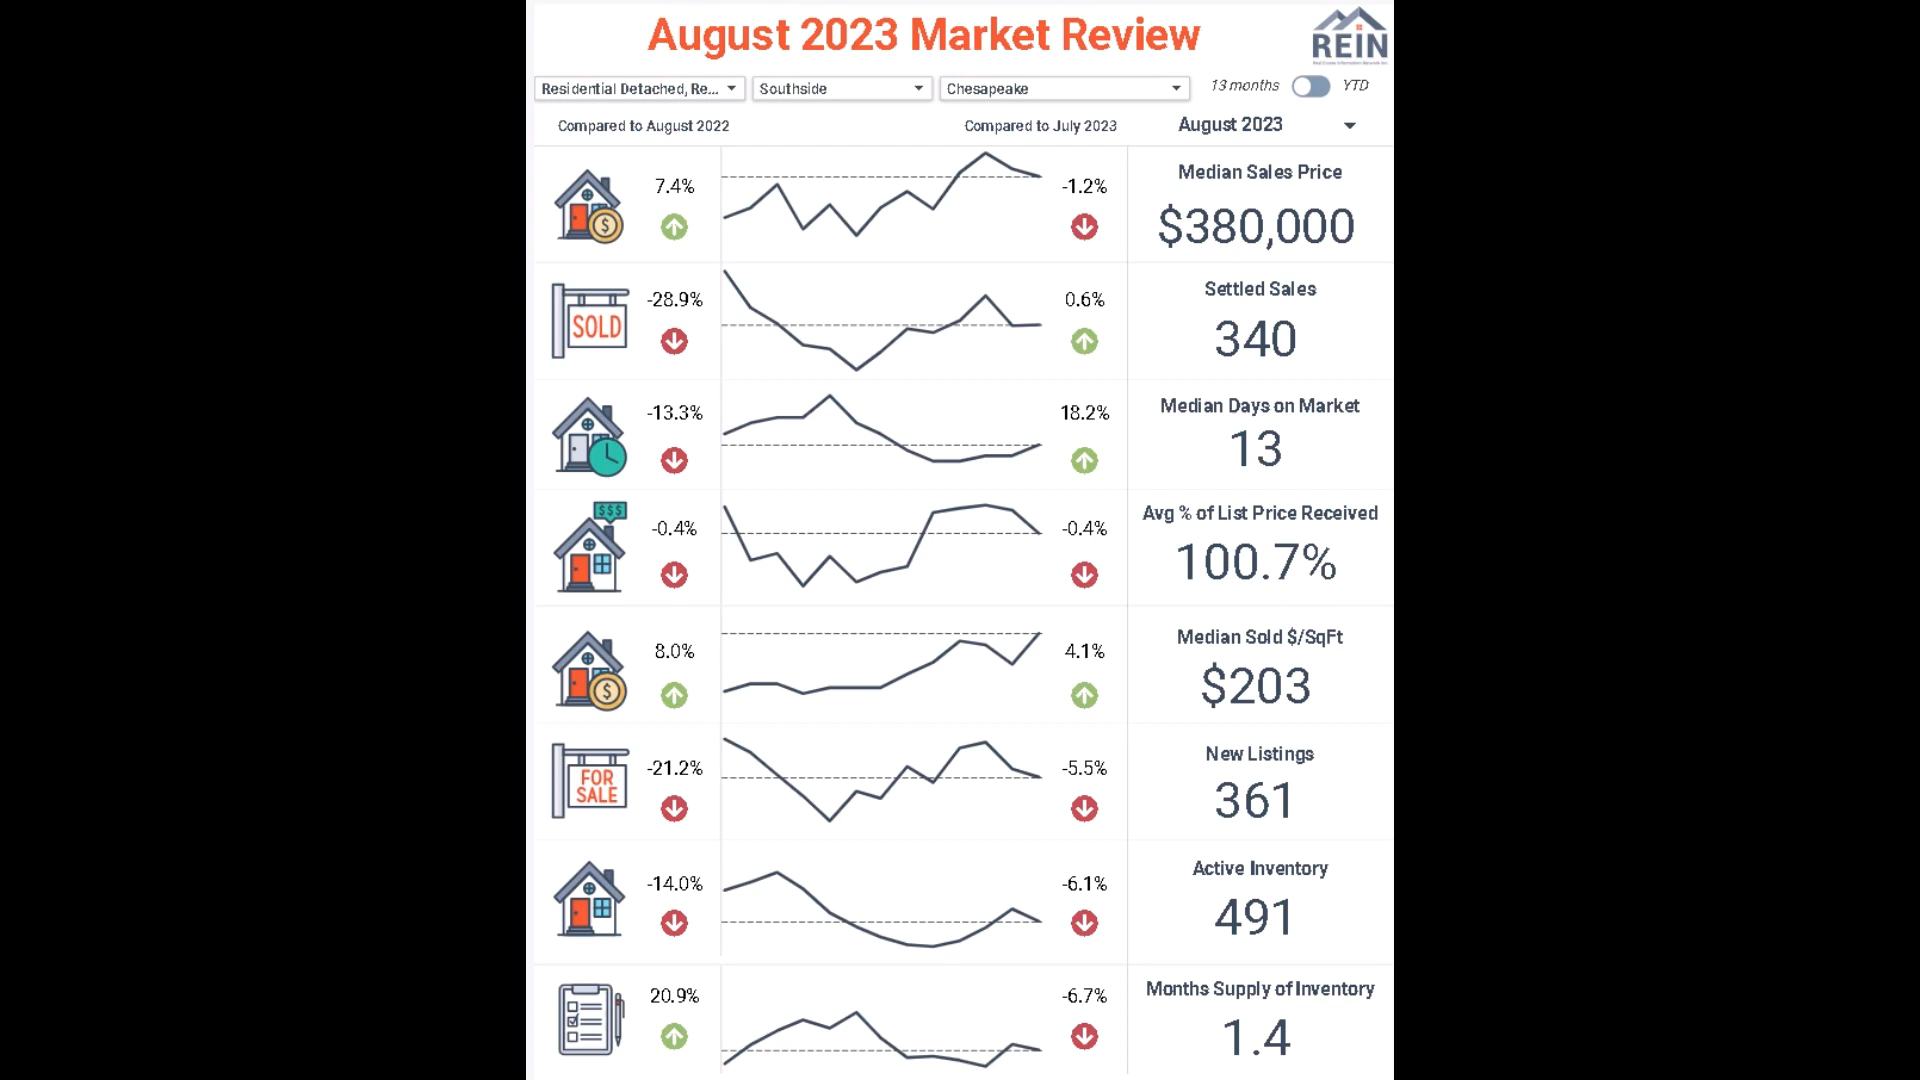 August 2023 Market Review
REIN
Residential Detached, Re...
Southside
Chesapeake
13 months
YTD
Compared to August 2022
Compared to July 2023
August 2023
7.4%
-1.2%
Median Sales Price
$380,000
$
SOLD
-28.9%
0.6%
Settled Sales
340
-13.3%
18.2%
Median Days on Market
13
$$$
-0.4%
-0.4%
Avg % of List Price Received
100.7%
8.0%
4.1%
Median Sold $/SqFt
$203
$
FOR
SALE
-21.2%
-5.5%
New Listings
361
-14.0%
-6.1%
Active Inventory
491
20.9%
-6.7%
Months Supply of Inventory
1.4